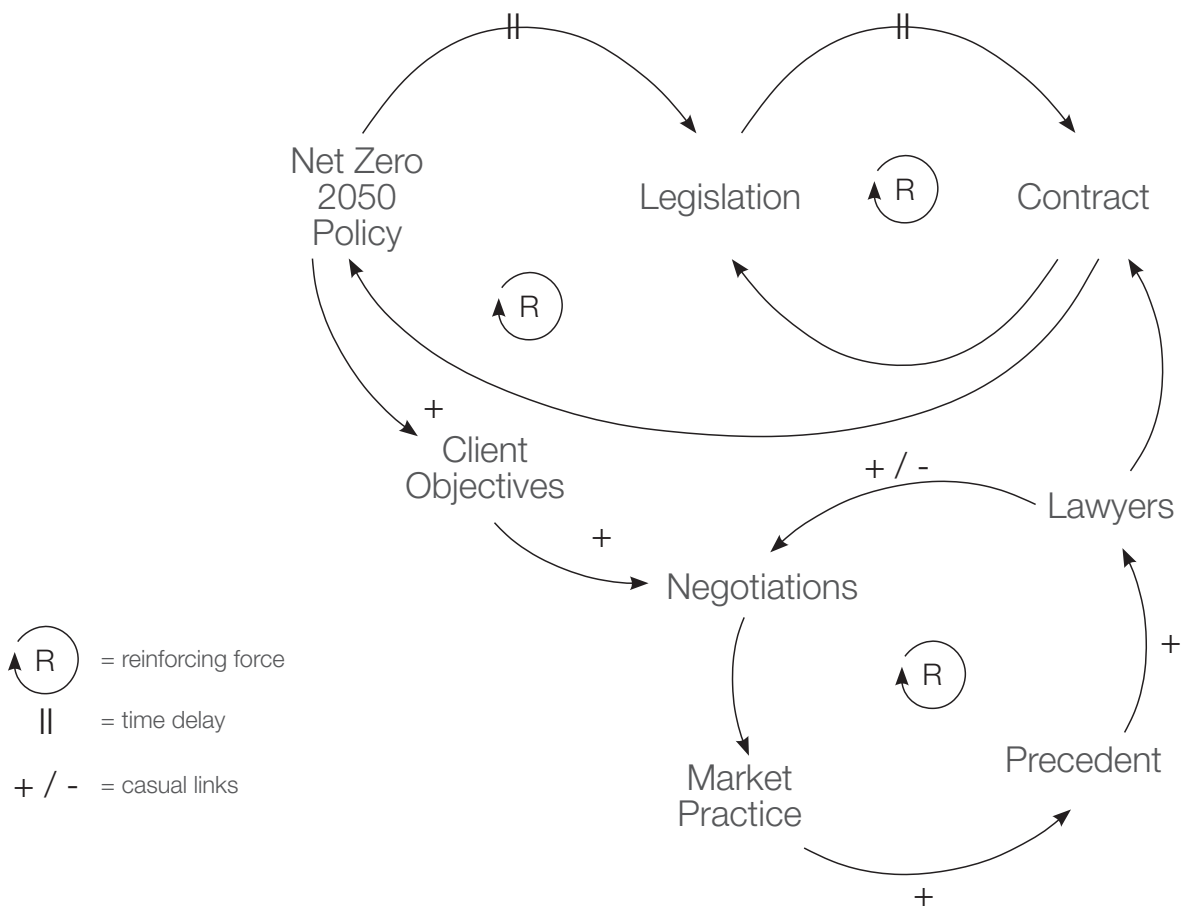 ||
||
Net Zero
2050
Policy
Legislation
R
Contract
R
+
Client
Objectives
+ / -
Lawyers
+
Negotiations
R
= reinforcing force
R
+
||
= time delay
Precedent
Market
Practice
+ / -
= casual links
+